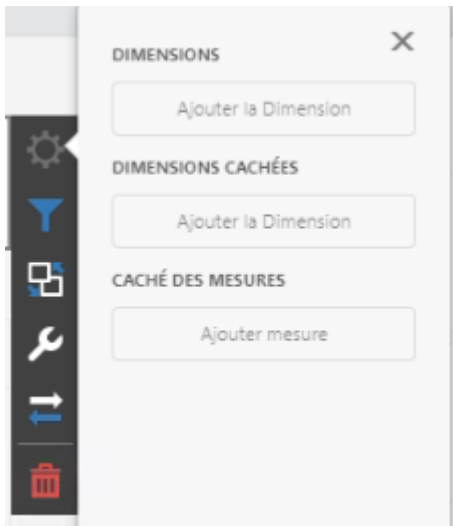 DIMENSIONS
Ajouter la Dimension
DIMENSIONS CACHÉES
Ajouter la Dimension
CACHÉ DES MESURES
Ajouter mesure